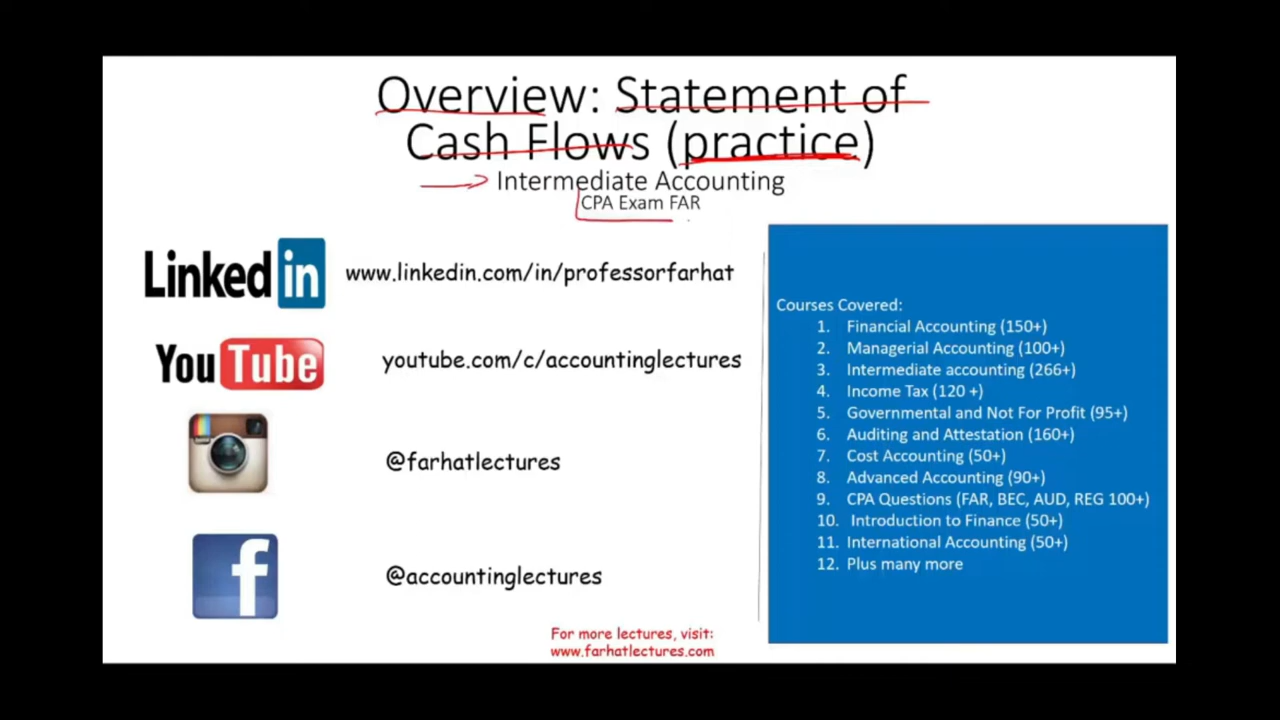 Overview: Statement of
Cash Flows (practice)
Intermediate Accounting
CPA Exam FAR
Linked in
www.linkedin.com/in/professorfarhat
YouTube
youtube.com/c/accountinglectures
@farhatlectures
f
@accountinglectures
For more lectures, visit:
www.farhatlectures.com
Courses Covered:
1. Financial Accounting (150+)
2. Managerial Accounting (100+)
3. Intermediate accounting (266+)
4. Income Tax (120 +)
5. Governmental and Not For Profit (95+)
6. Auditing and Attestation (160+)
7. Cost Accounting (50+)
8. Advanced Accounting (90+)
9. CPA Questions (FAR, BEC, AUD, REG 100+)
10. Introduction to Finance (50+)
11. International Accounting (50+)
12. Plus many more